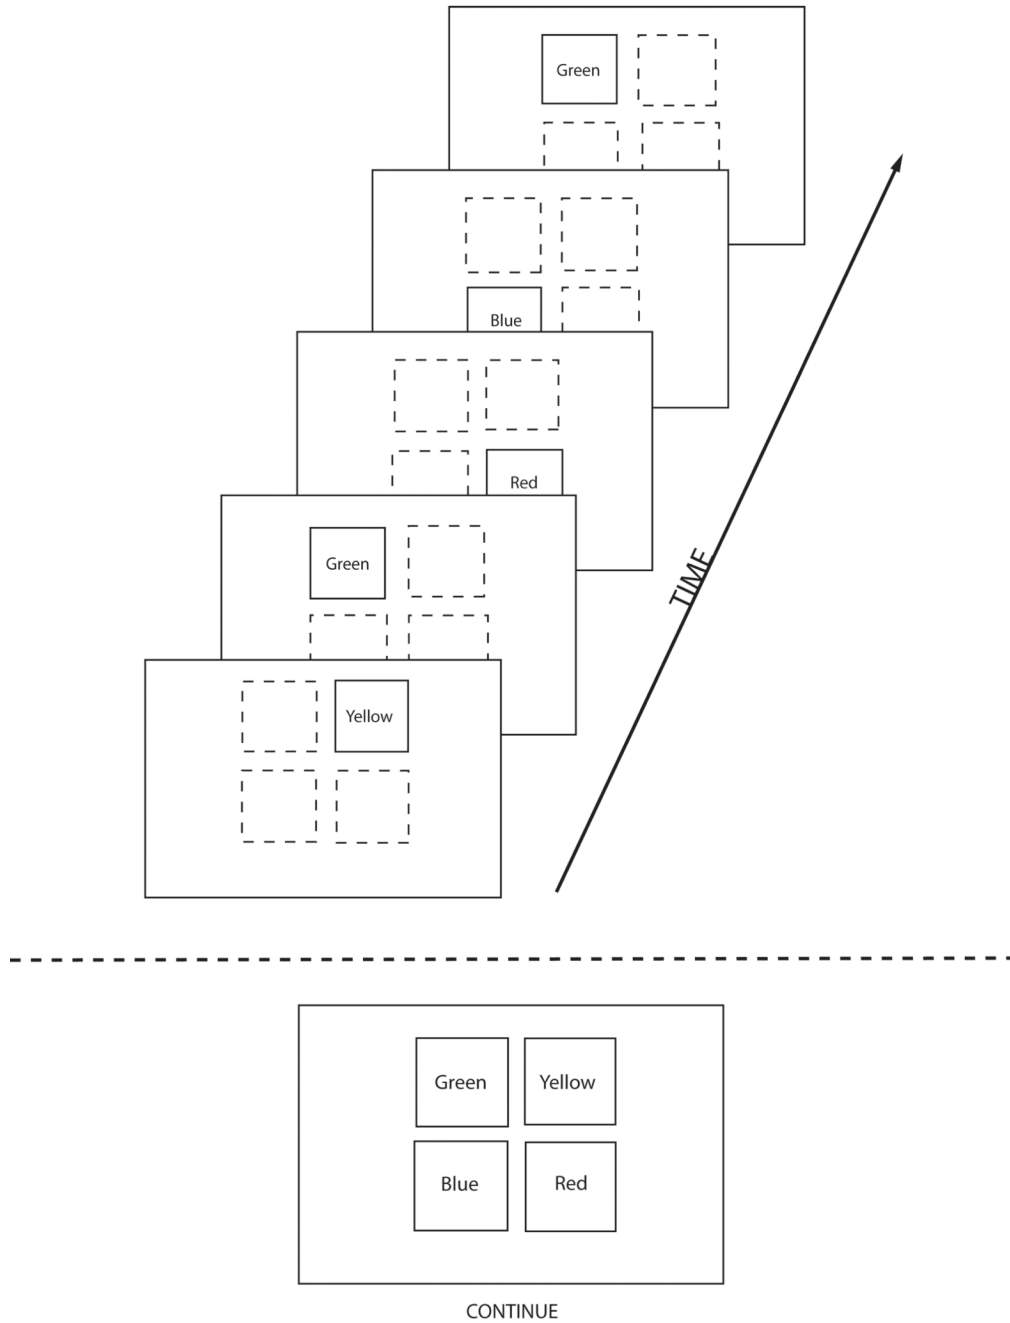 Green
Blue
Red
Green
Yellow
TIME
Green Yellow
Blue Red
CONTINUE